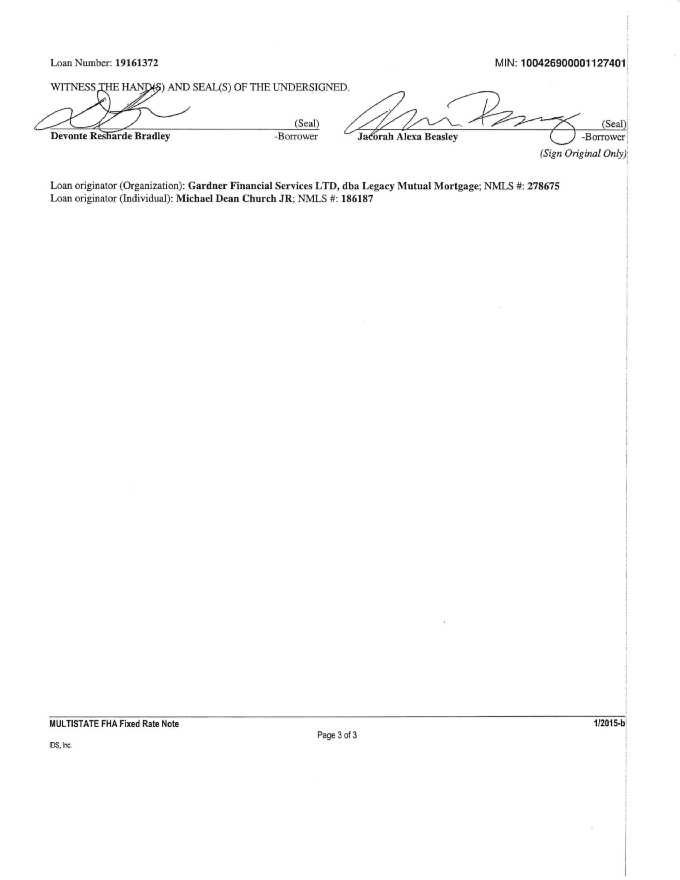 Loan Number: 19161372 MIN: 100426900001127401
WITNESS THE HAND(S) AND SEAL(S) OF THE UNDERSIGNED.
(Seal) (Seal)
Devonte Resharde Bradley -Borrower Jacorah Alexa Beasley -Borrower
(Sign Original Only)
Loan originator (Organization): Gardner Financial Services LTD, dba Legacy Mutual Mortgage; NMLS #: 278675
Loan originator (Individual): Michael Dean Church JR; NMLS #: 186187
MULTISTATE FHA Fixed Rate Note 1/2015-b
Page 3 of 3
IDS, Inc.